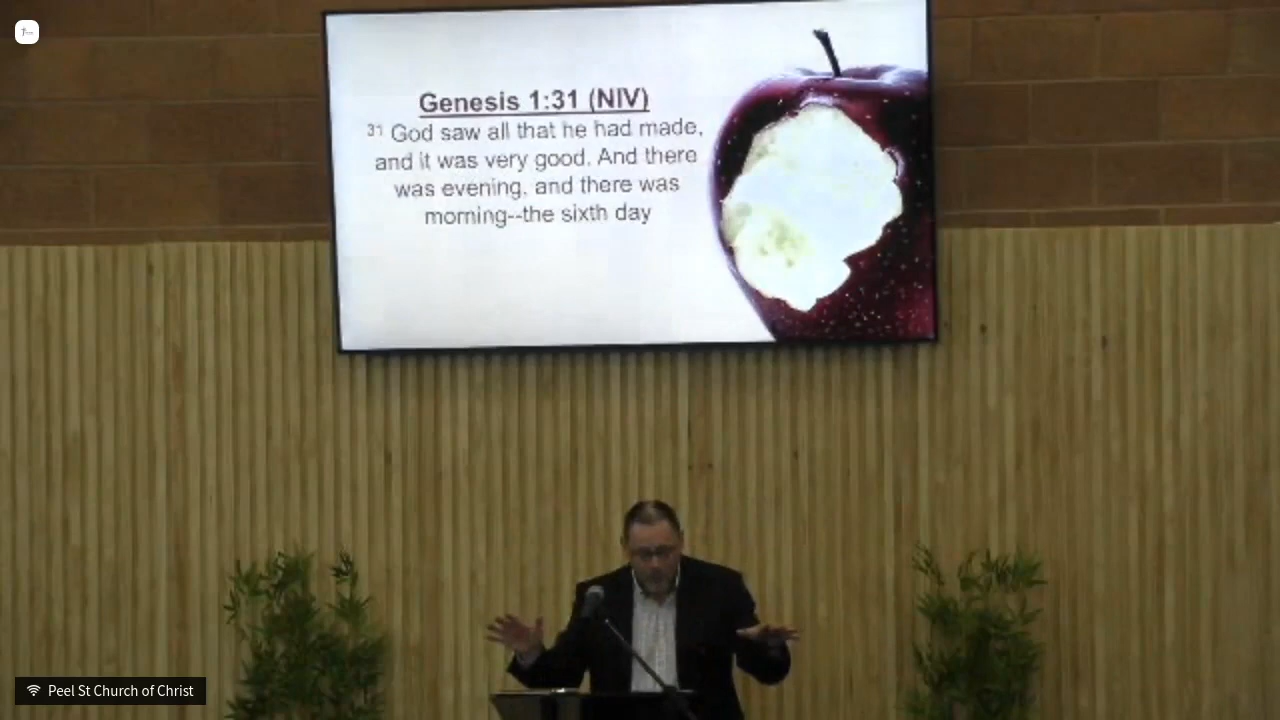 Genesis 1:31 (NIV)
31 God saw all that he had made,
and it was very good. And there
was evening, and there was
morning--the sixth day
Peel St Church of Christ